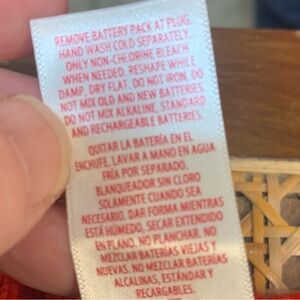 REMOVE BATTERY PACK AT PLUG.
HAND WASH COLD SEPARATELY.
ONLY NON-CHLORINE BLEACH
WHEN NEEDED. RESHAPE WHILE
DAMP, DRY FLAT. DO NOT IRON. DO
NOT MIX OLD AND NEW BATTERIES.
DO NOT MIX ALKALINE, STANDARD
AND RECHARGEABLE BATTERIES.
QUITAR LA BATERÍA EN EL
ENCHUFE. LAVAR A MANO EN AGUA
FRÍA POR SEPARADO.
BLANQUEADOR SIN CLORO
SOLAMENTE CUANDO SEA
NECESARIO. DAR FORMA MIENTRAS
ESTÁ HÚMEDO, SECAR EXTENDIDO
EN PLANO. NO PLANCHAR. NO
MEZCLAR BATERÍAS VIEJAS Y
NUEVAS. NO MEZCLAR BATERÍAS
ALCALINAS, ESTÁNDAR Y
RECARGABLES.